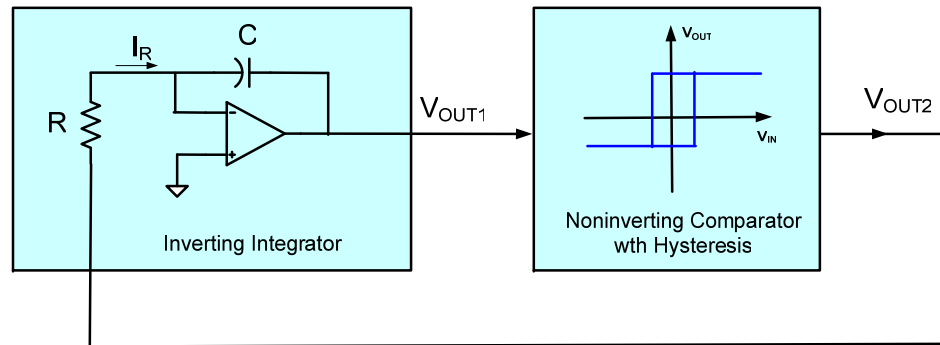 I_R
C
R
V_OUT1
Inverting Integrator
V_OUT
V_IN
Noninverting Comparator
wth Hysteresis
V_OUT2